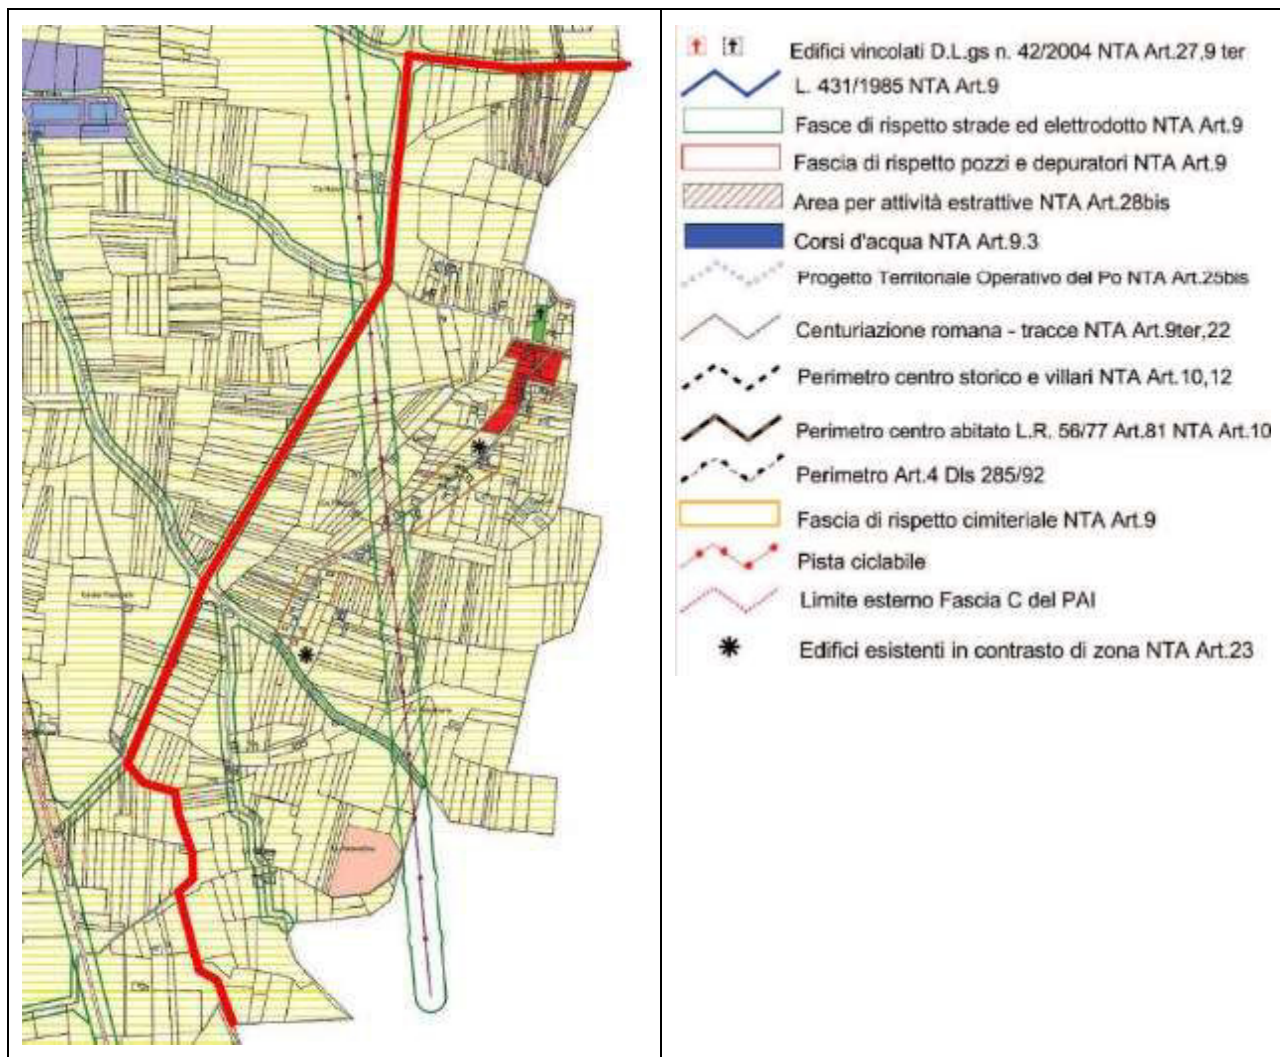 Edifici vincolati D.L.gs n. 42/2004 NTA Art.27,9 ter
L. 431/1985 NTA Art.9
Fasce di rispetto strade ed elettrodotto NTA Art.9
Fascia di rispetto pozzi e depuratori NTA Art.9
Area per attività estrattive NTA Art.28bis
Corsi d'acqua NTA Art.9.3
Progetto Territoriale Operativo del Po NTA Art.25bis
Centuriazione romana - tracce NTA Art.9ter,22
Perimetro centro storico e villari NTA Art.10,12
Perimetro centro abitato L.R. 56/77 Art.81 NTA Art.10
Perimetro Art.4 Dls 285/92
Fascia di rispetto cimiteriale NTA Art.9
Pista ciclabile
Limite esterno Fascia C del PAI
Edifici esistenti in contrasto di zona NTA Art.23